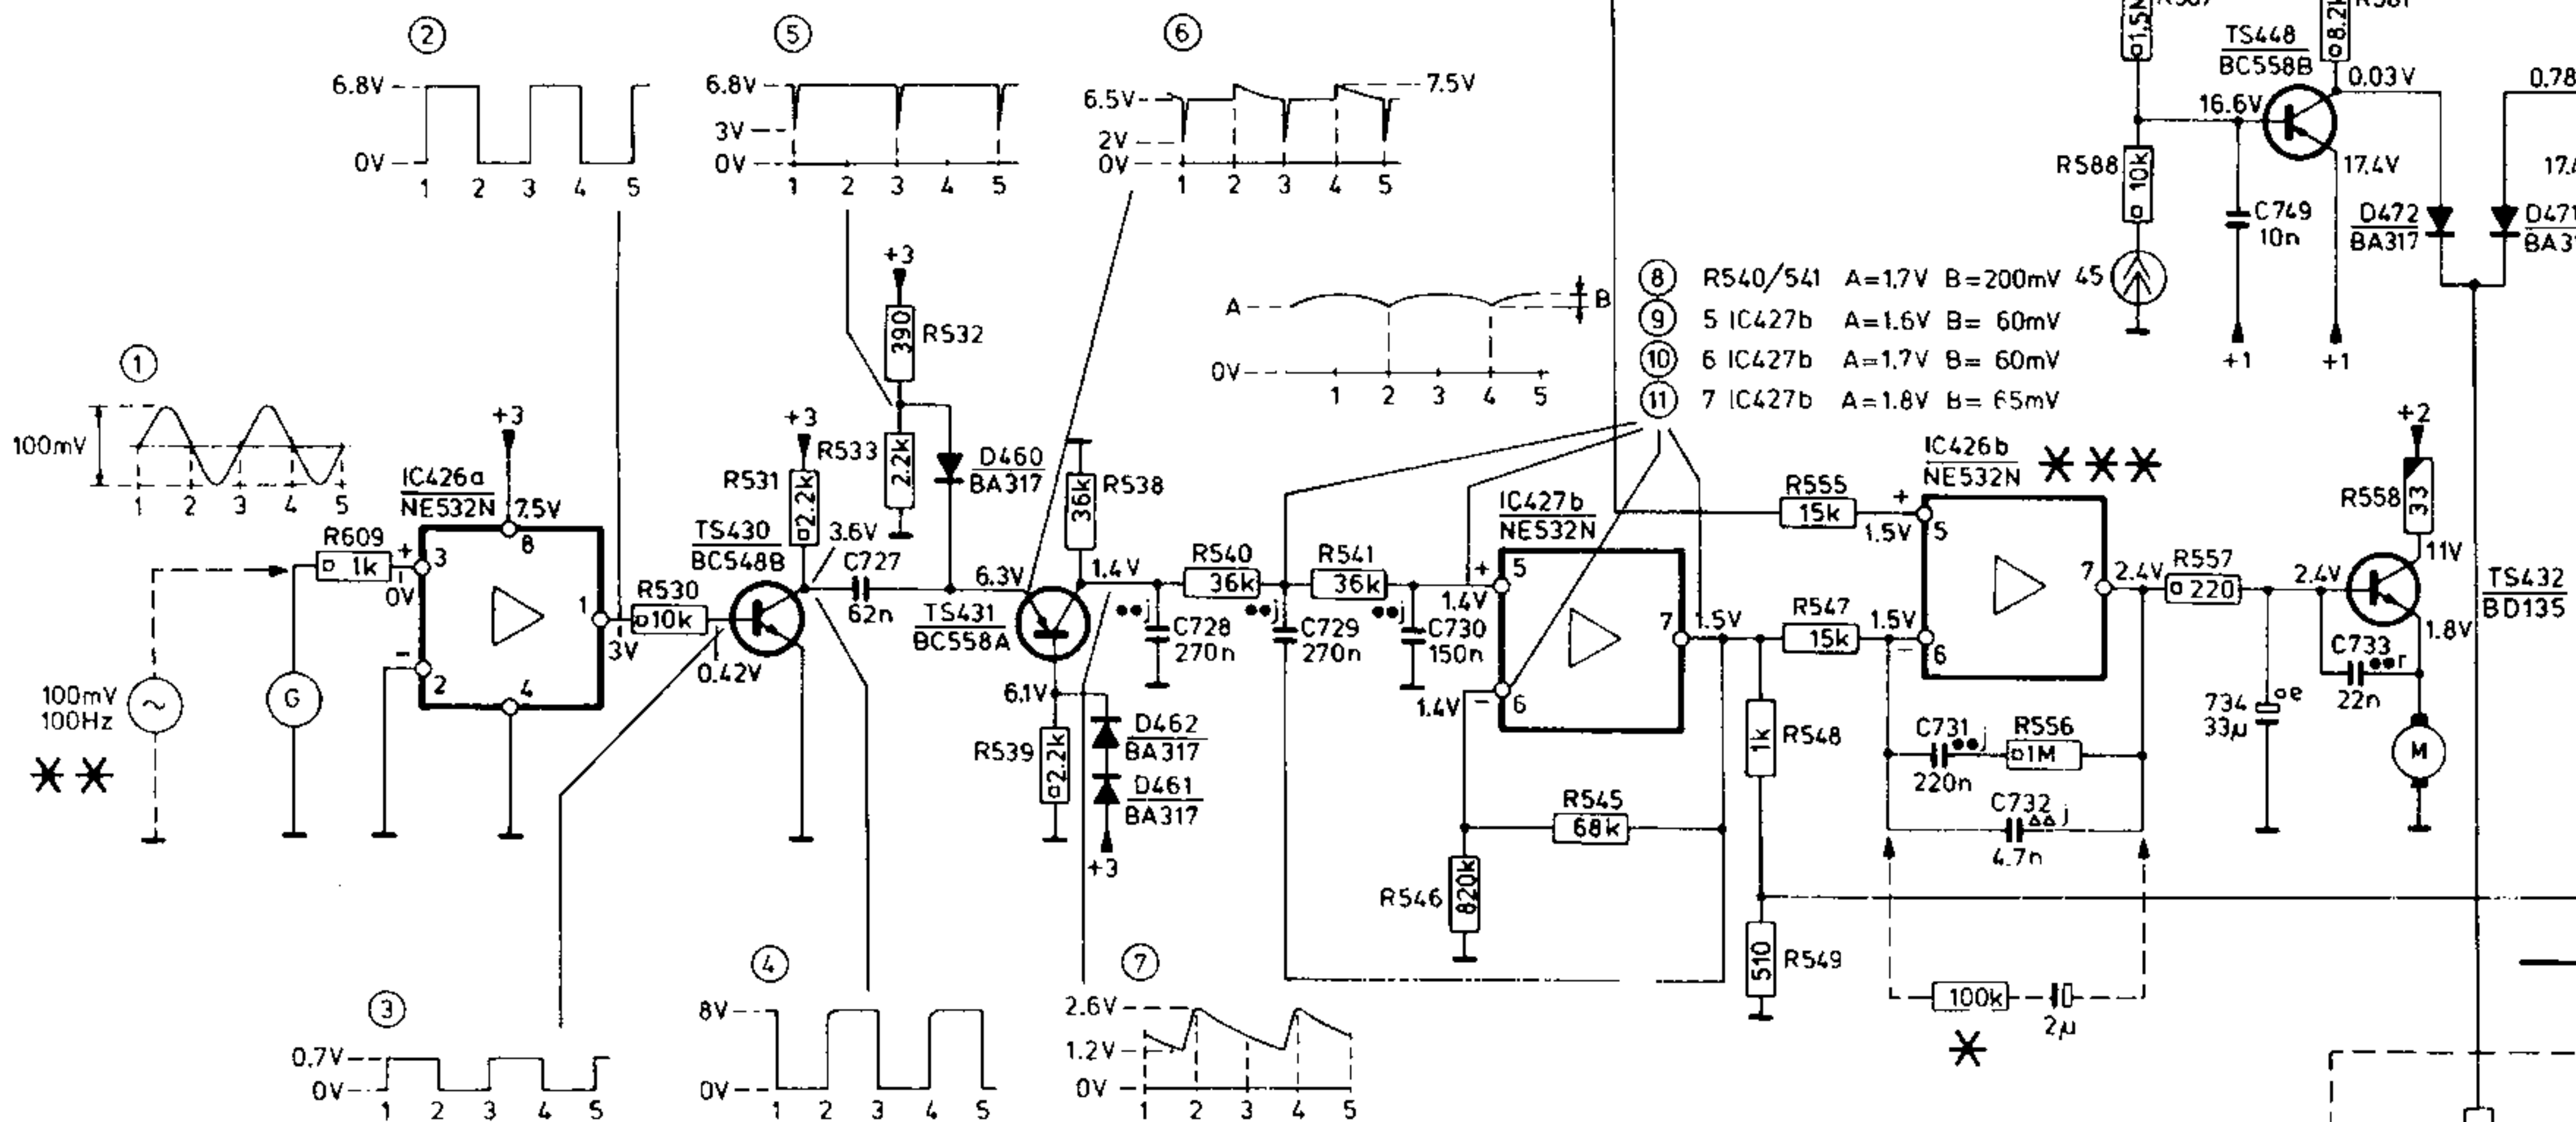 2
6.8V
0V
1 2 3 4 5
5
6.8V
3V
0V
1 2 3 4 5
6
6.5V
7.5V
2V
0V
1 2 3 4 5
1.5M
8.2k
R581
TS448
BC558B
0.03V
0.78
16.6V
R588
10k
17.4V
C749
10n
D472
BA317
D471
45
+1
+1
1
100mV
1 2 3 4 5
+3
390
R532
A
B
0V
1 2 3 4 5
8 R540/541 A=1.7V B=200mV
9 5 IC427b A=1.6V B= 60mV
10 6 IC427b A=1.7V B= 60mV
11 7 IC427b A=1.8V B= 65mV
+2
R558
33
11V
IC426a
NE532N
+3
7.5V
8
R609
1k
+
3
0V
-
2
4
1
3V
R530
10k
0.42V
G
100mV
100Hz
~
**
TS430
BC548B
+3
R531
2.2k
3.6V
R533
2.2k
D460
BA317
C727
62n
6.3V
TS431
BC558A
36k
R538
1.4V
6.1V
R539
2.2k
D462
BA317
D461
BA317
+3
C728
270n
R540
36k
C729
270n
R541
36k
C730
150n
j
j
j
IC427b
NE532N
+
5
1.4V
7
1.5V
6
-
1.4V
R545
68k
R546
820k
R555
15k
R547
15k
1k
R548
510
R549
IC426b
NE532N
***
+
5
1.5V
1.5V
-
6
7
2.4V
R557
220
2.4V
TS432
BD135
1.8V
C733
r
22n
734
e
33µ
M
C731
j
220n
R556
1M
C732
j
4.7n
100k
2µ
*
3
0.7V
0V
1 2 3 4 5
4
8V
0V
1 2 3 4 5
7
2.6V
1.2V
0V
1 2 3 4 5